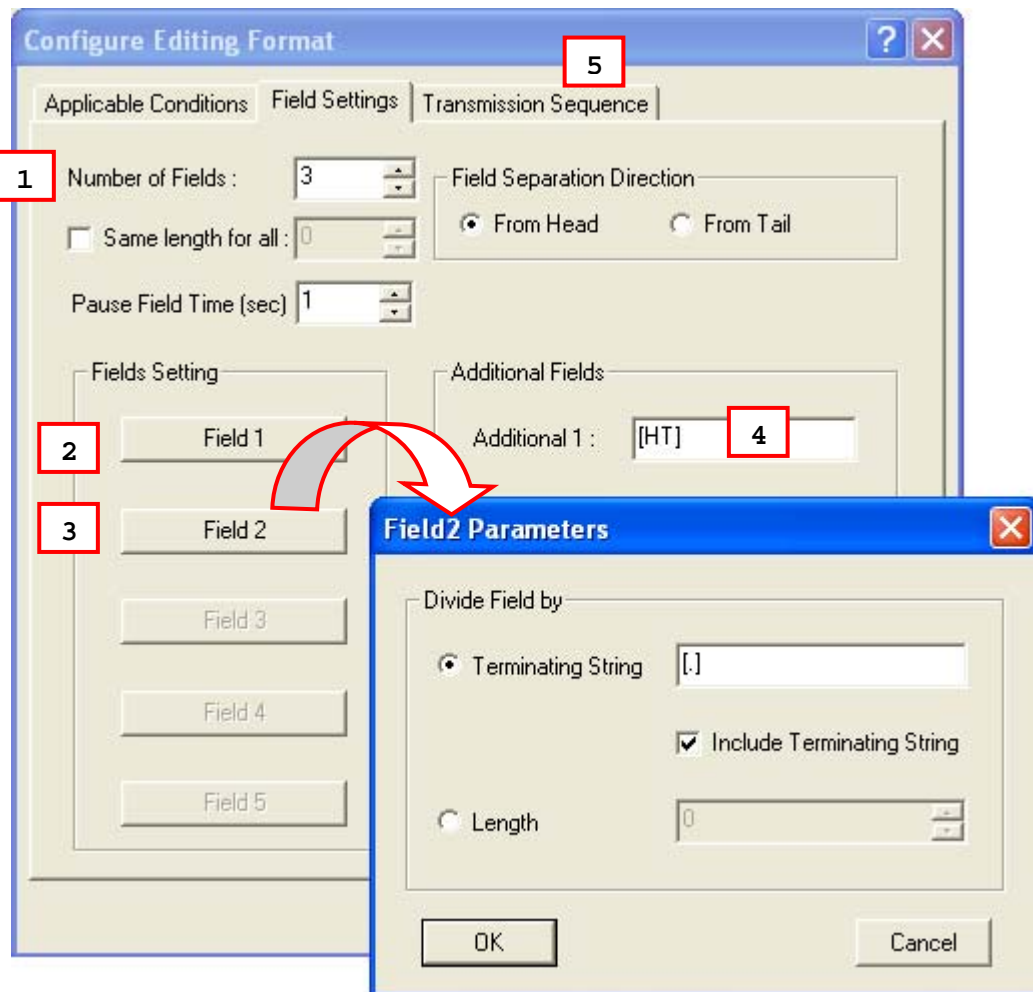 Configure Editing Format
5
Applicable Conditions Field Settings Transmission Sequence
1 Number of Fields : 3 Field Separation Direction
Same length for all : 0 From Head From Tail
Pause Field Time (sec) 1
Fields Setting Additional Fields
2 Field 1 Additional 1 : [HT] 4
3 Field 2 Field2 Parameters
Divide Field by
Field 3
Terminating String [.]
Field 4
Include Terminating String
Field 5
Length 0
OK Cancel